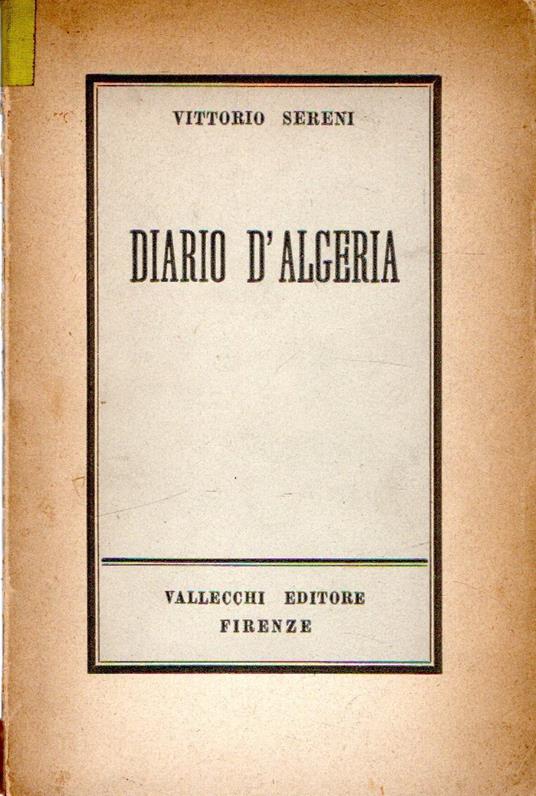 VITTORIO SERENI
DIARIO D'ALGERIA
VALLECCHI EDITORE
FIRENZE